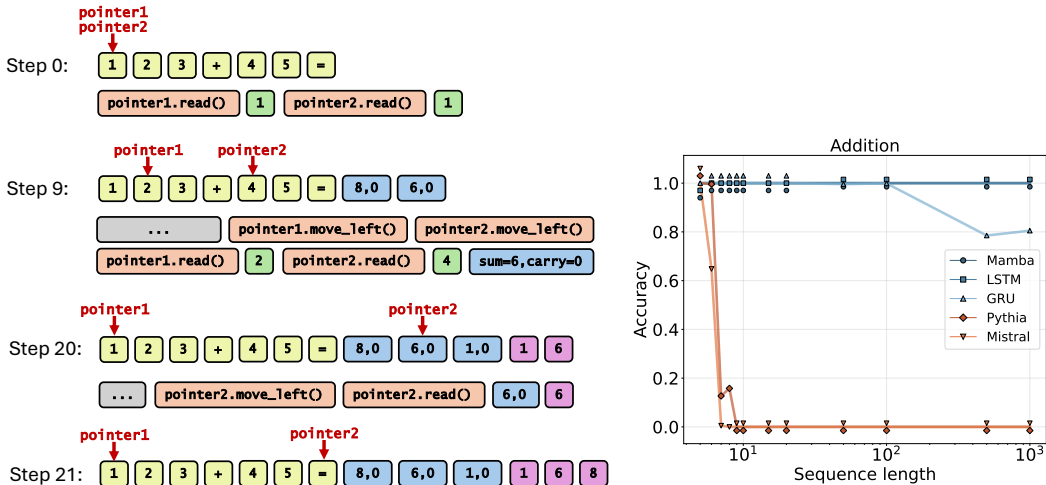 pointer1
pointer2
Step 0: 1 2 3 + 4 5 =
pointer1.read() 1 pointer2.read() 1
pointer1 pointer2
Step 9: 1 2 3 + 4 5 = 8,0 6,0
... pointer1.move_left() pointer2.move_left()
pointer1.read() 2 pointer2.read() 4 sum=6,carry=0
pointer1 pointer2
Step 20: 1 2 3 + 4 5 = 8,0 6,0 1,0 1 6
... pointer2.move_left() pointer2.read() 6,0 6
pointer1 pointer2
Step 21: 1 2 3 + 4 5 = 8,0 6,0 1,0 1 6 8
Addition
Accuracy
1.0
0.8
0.6
0.4
0.2
0.0
Mamba
LSTM
GRU
Pythia
Mistral
10¹ 10² 10³
Sequence length